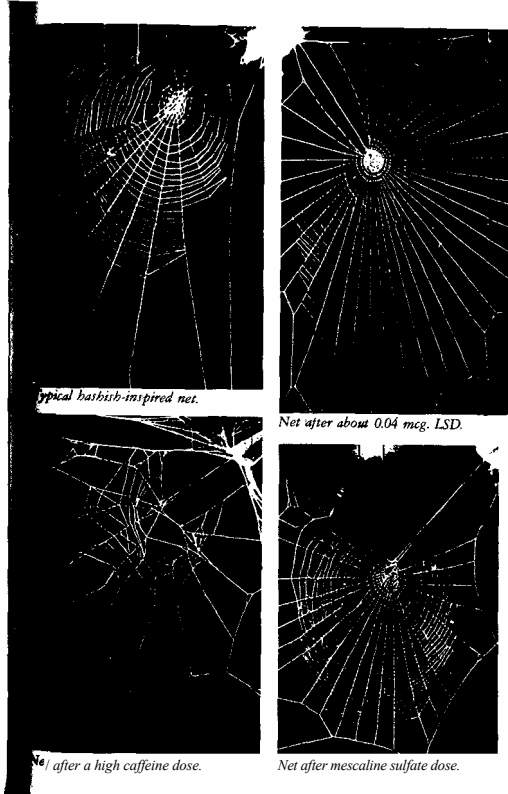 ypical hashish-inspired net.
Net after about 0.04 mcg. LSD.
Ne/ after a high caffeine dose.
Net after mescaline sulfate dose.